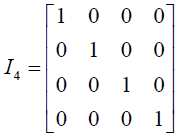 I₄ = [1 0 0 0
0 1 0 0
0 0 1 0
0 0 0 1]